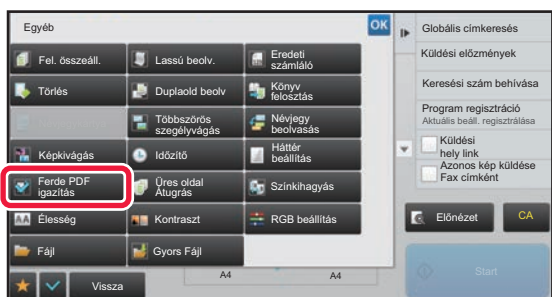 Egyéb
OK
Fel. összeáll.
Lassú beolv.
Eredeti
számláló
Törlés
Duplaold beolv
Könyv
felosztás
Többszörös
szegélyvágás
Névjegy
beolvasás
Képkivágás
Időzítő
Háttér
beállítás
Ferde PDF
igazítás
Üres oldal
Átugrás
Színkihagyás
AA Élesség
Kontraszt
RGB beállítás
Fájl
Gyors Fájl
Vissza
A4
A4
Globális címkeresés
Küldési előzmények
Keresési szám behívása
Program regisztráció
Aktuális beáll. regisztrálása
Küldési
hely link
Azonos kép küldése
Fax címként
Előnézet
CA
Start